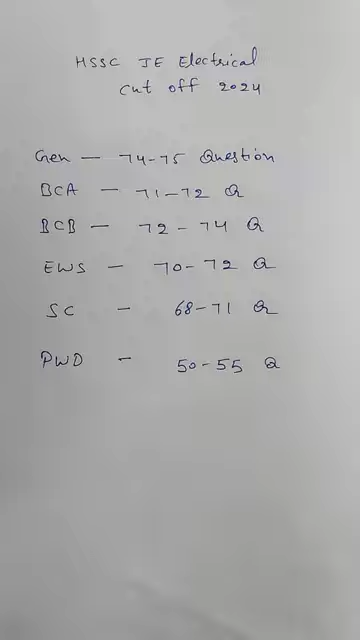 HSSC JE Electrical
Cut off 2024
Gen – 74-75 Question
BCA – 71-72 Q
BCB – 72-74 Q
EWS – 70-72 Q
SC – 68-71 Q
PWD – 50-55 Q